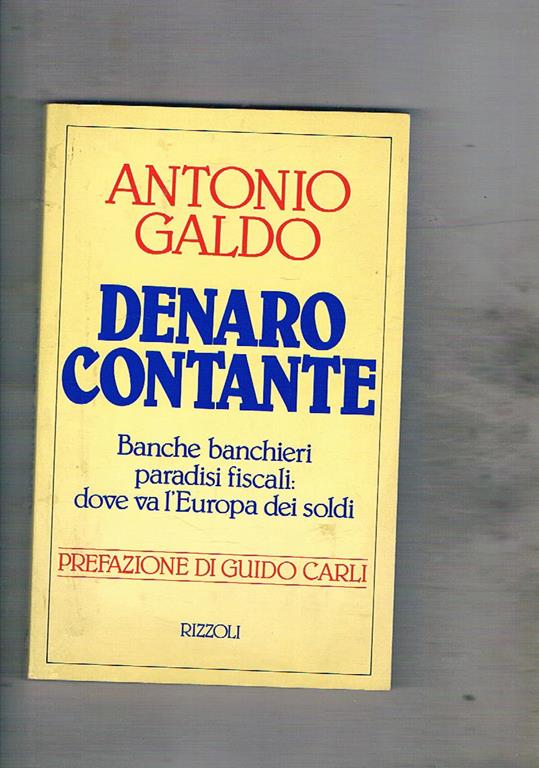 ANTONIO
GALDO
DENARO
CONTANTE
Banche banchieri
paradisi fiscali:
dove va l'Europa dei soldi
PREFAZIONE DI GUIDO CARLI
RIZZOLI